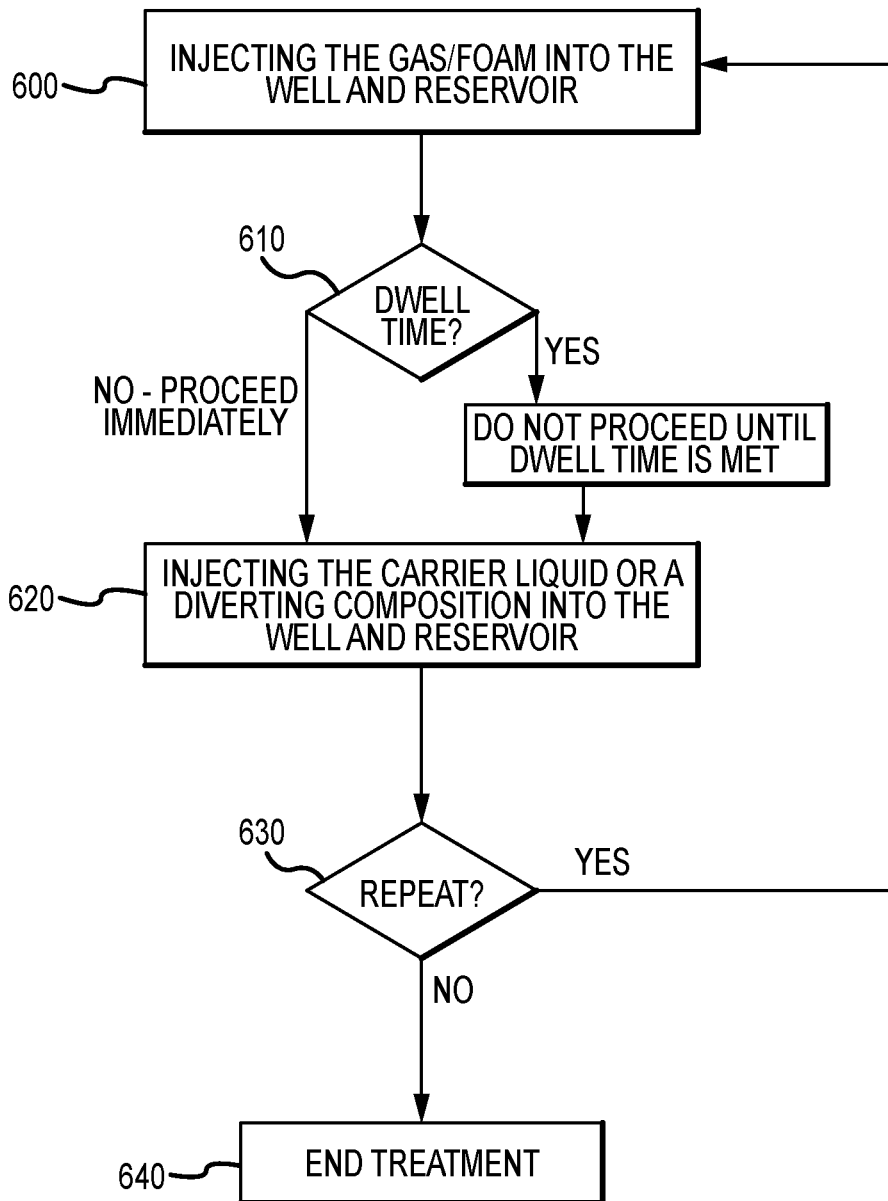 INJECTING THE GAS/FOAM INTO THE
WELL AND RESERVOIR
600
610
DWELL
TIME?
YES
NO - PROCEED
IMMEDIATELY
DO NOT PROCEED UNTIL
DWELL TIME IS MET
INJECTING THE CARRIER LIQUID OR A
DIVERTING COMPOSITION INTO THE
WELL AND RESERVOIR
620
630
REPEAT?
YES
NO
END TREATMENT
640